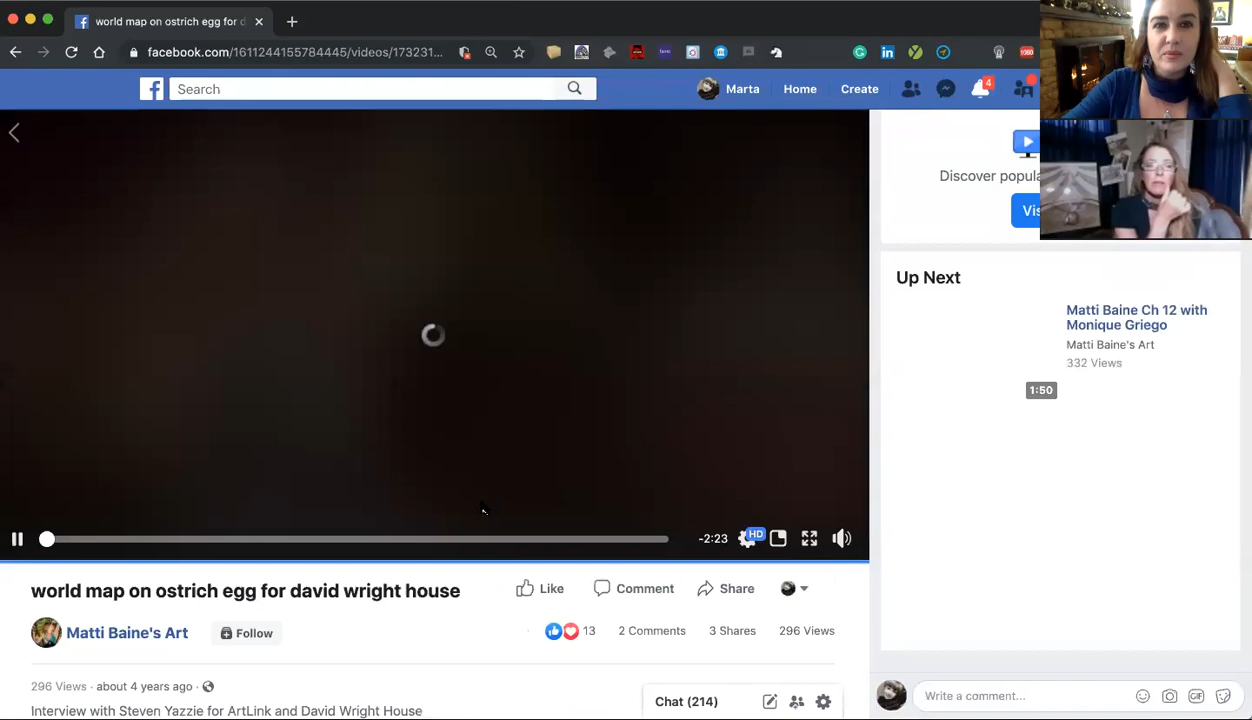 world map on ostrich egg for d
facebook.com/1611244155784445/videos/173231...
1060
Search
Marta
Home
Create
4
Discover popul
Vis
Up Next
Matti Baine Ch 12 with
Monique Griego
Matti Baine's Art
332 Views
1:50
-2:23
HD
world map on ostrich egg for david wright house
Like
Comment
Share
Matti Baine's Art
Follow
13
2 Comments
3 Shares
296 Views
296 Views · about 4 years ago ·
Interview with Steven Yazzie for ArtLink and David Wright House
Chat (214)
Write a comment...
GIF